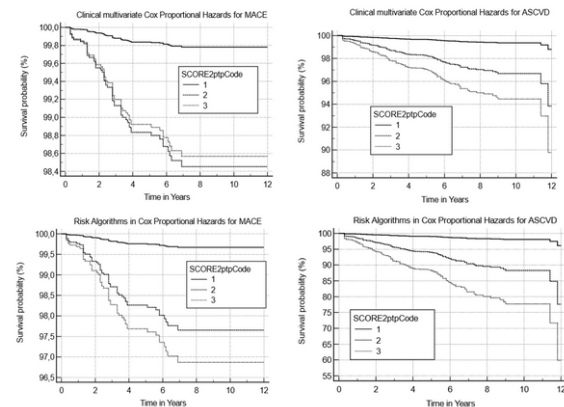 Clinical multivariate Cox Proportional Hazards for MACE
Survival probability (%)
100,0
99,8
99,6
99,4
99,2
99,0
98,8
98,6
98,4
SCORE2ptpCode
1
2
3
0 2 4 6 8 10 12
Time in Years
Clinical multivariate Cox Proportional Hazards for ASCVD
Survival probability (%)
100
98
96
94
92
90
88
SCORE2ptpCode
1
2
3
0 2 4 6 8 10 12
Time in Years
Risk Algorithms in Cox Proportional Hazards for MACE
Survival probability (%)
100,0
99,5
99,0
98,5
98,0
97,5
97,0
96,5
SCORE2ptpCode
1
2
3
0 2 4 6 8 10 12
Time in Years
Risk Algorithms in Cox Proportional Hazards for ASCVD
Survival probability (%)
100
95
90
85
80
75
70
65
60
55
SCORE2ptpCode
1
2
3
0 2 4 6 8 10 12
Time in Years